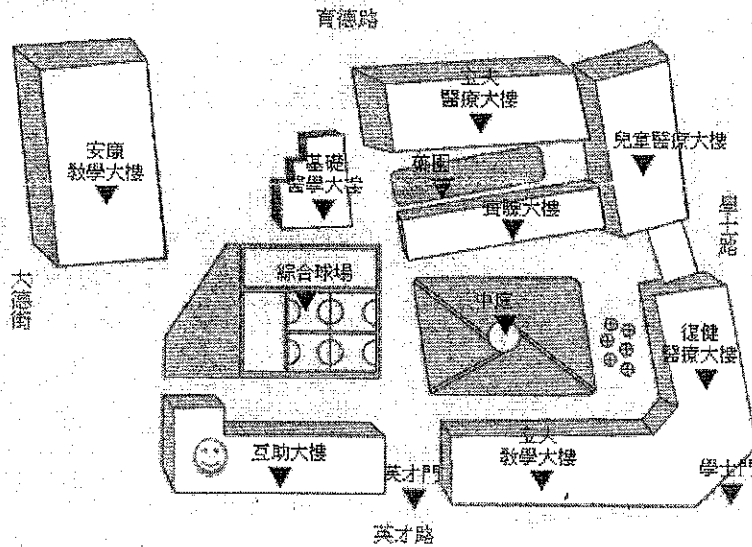 育德路
立夫
醫療大樓
安康
教學大樓
基礎
醫學大樓
藥園
兒童醫療大樓
實驗大樓
學士路
大德街
綜合球場
中庭
復健
醫療大樓
互助大樓
英才門
立夫
教學大樓
學士門
英才路